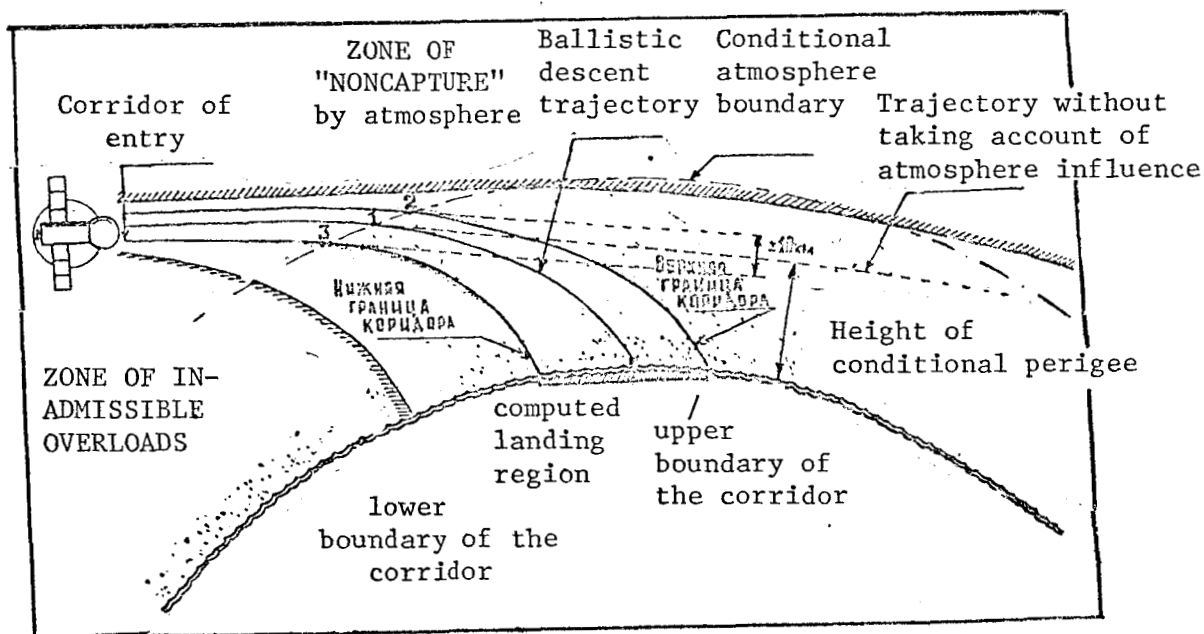 ZONE OF
"NONCAPTURE"
by atmosphere
Ballistic
descent
trajectory
Conditional
atmosphere
boundary
Trajectory without
taking account of
atmosphere influence
Corridor of
entry
2
1
3
±10км
Нижняя
граница
коридора
Верхняя
граница
коридора
Height of
conditional perigee
ZONE OF IN-
ADMISSIBLE
OVERLOADS
computed
landing
region
upper
boundary of
the corridor
lower
boundary of the
corridor